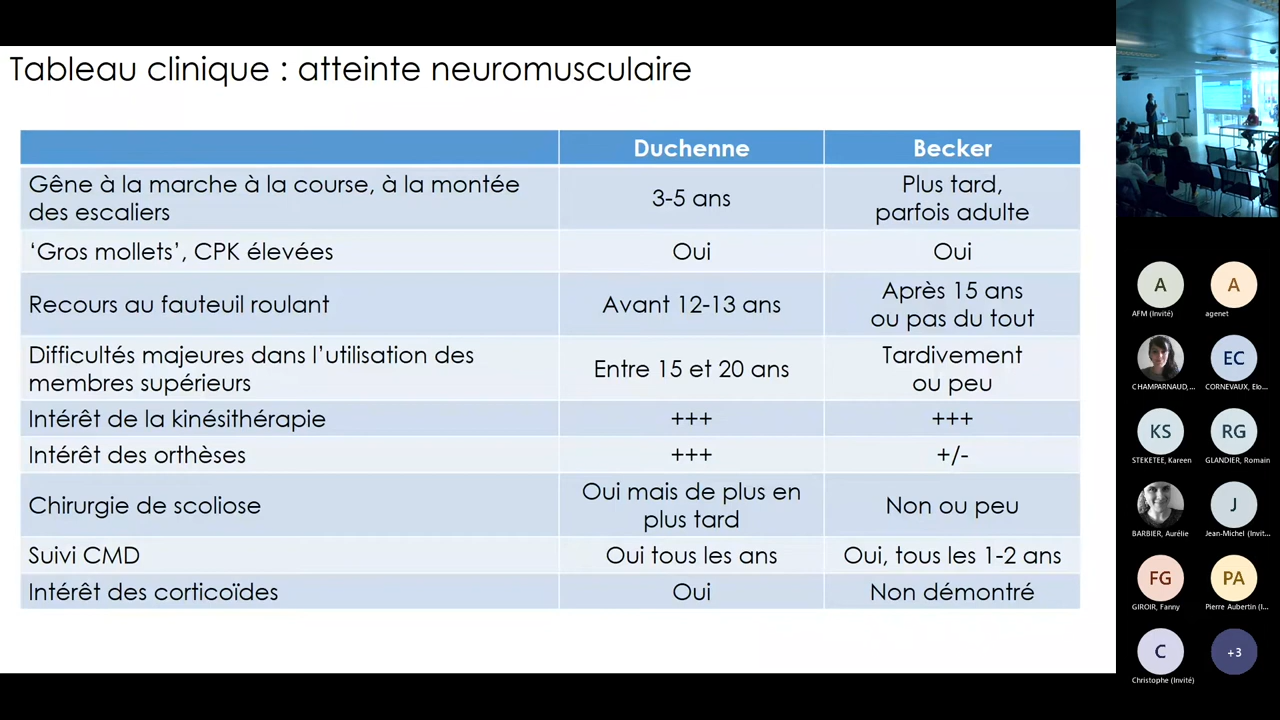 Tableau clinique : atteinte neuromusculaire
Duchenne
Becker
Gêne à la marche à la course, à la montée
des escaliers
3-5 ans
Plus tard,
parfois adulte
‘Gros mollets’, CPK élevées
Oui
Oui
Recours au fauteuil roulant
Avant 12-13 ans
Après 15 ans
ou pas du tout
Difficultés majeures dans l’utilisation des
membres supérieurs
Entre 15 et 20 ans
Tardivement
ou peu
Intérêt de la kinésithérapie
+++
+++
Intérêt des orthèses
+++
+/-
Chirurgie de scoliose
Oui mais de plus en
plus tard
Non ou peu
Suivi CMD
Oui tous les ans
Oui, tous les 1-2 ans
Intérêt des corticoïdes
Oui
Non démontré
A
AFM (Invité)
A
agenet
CHAMPARNAUD,...
EC
CORNEVAUX, Elo...
KS
STEKETEE, Kareen
RG
GLANDIER, Romain
BARBIER, Aurélie
J
Jean-Michel (Invit...
FG
GIROIR, Fanny
PA
Pierre Aubertin (I...
C
Christophe (Invité)
+3